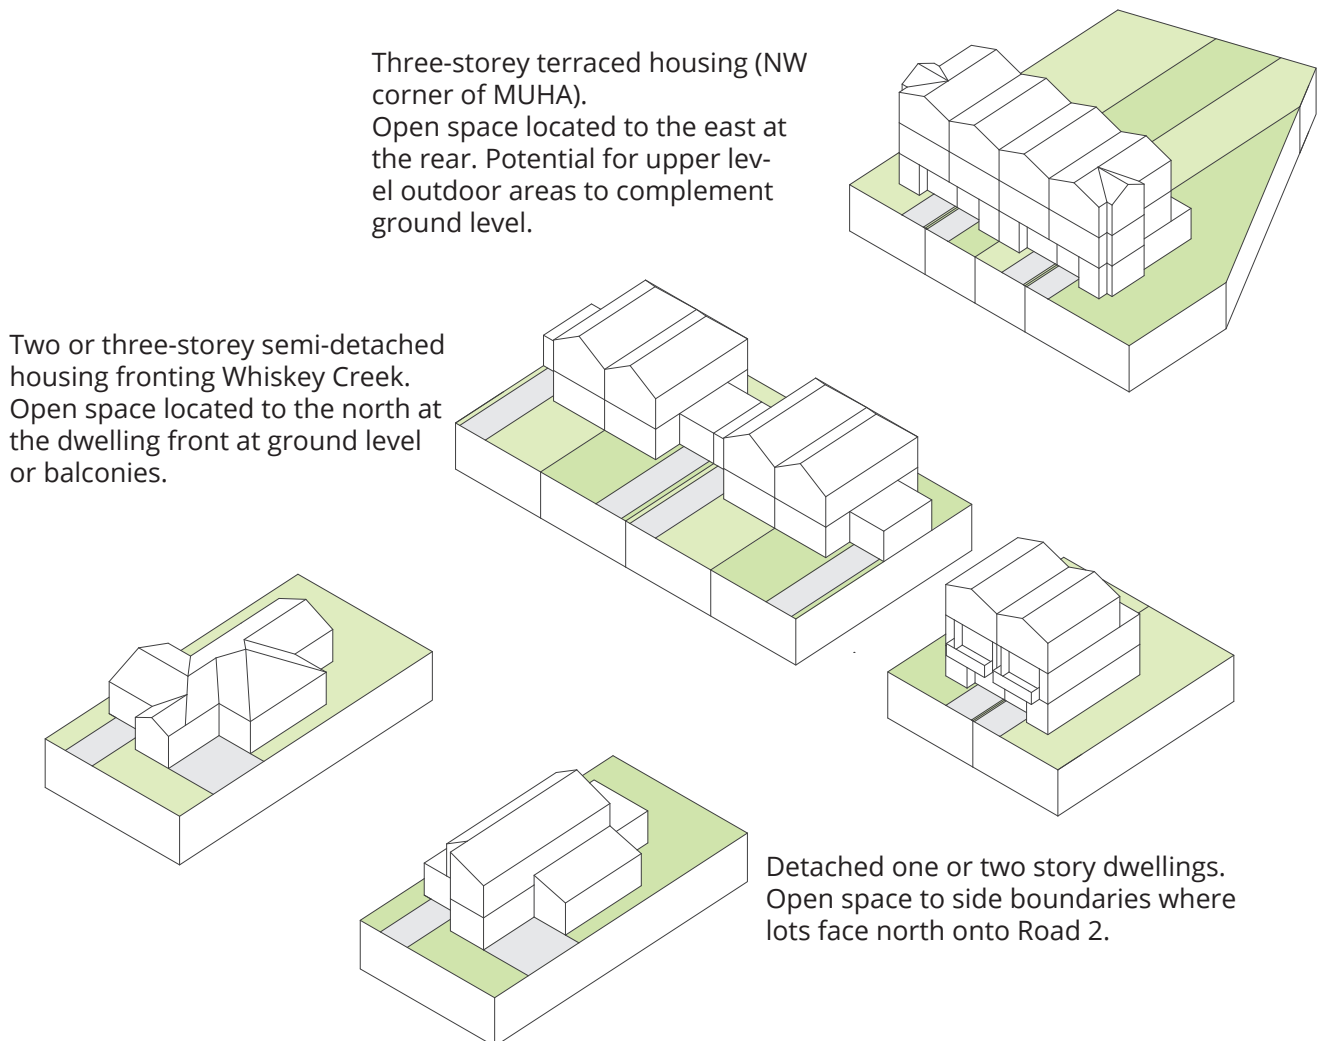 Three-storey terraced housing (NW
corner of MUHA).
Open space located to the east at
the rear. Potential for upper lev-
el outdoor areas to complement
ground level.
Two or three-storey semi-detached
housing fronting Whiskey Creek.
Open space located to the north at
the dwelling front at ground level
or balconies.
Detached one or two story dwellings.
Open space to side boundaries where
lots face north onto Road 2.